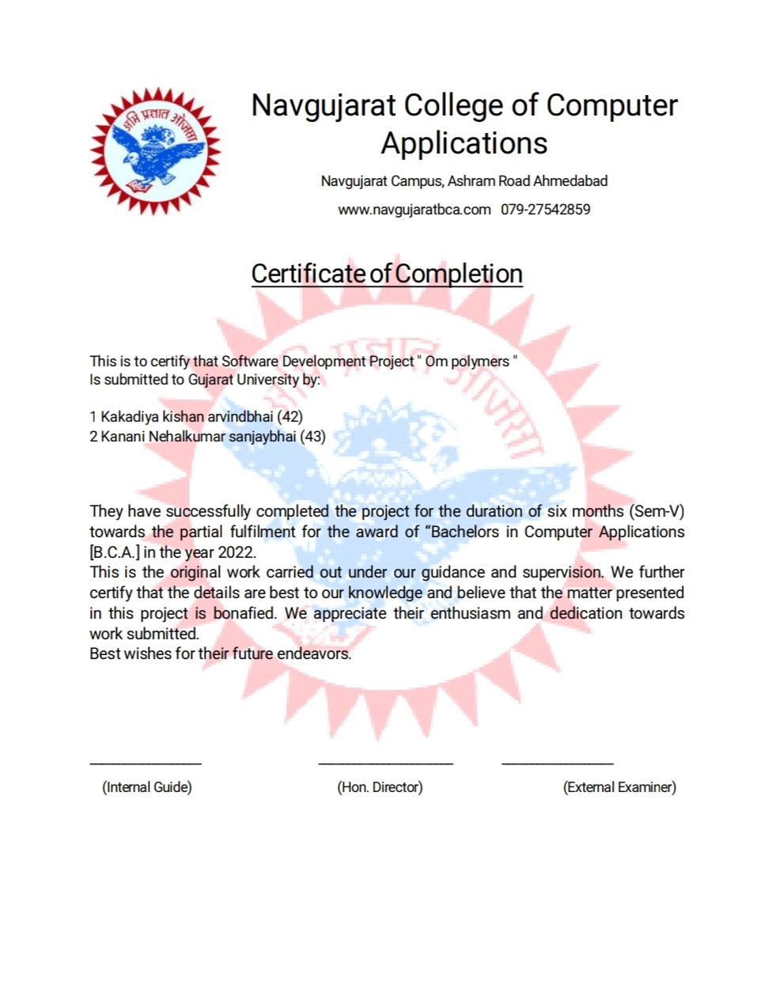 अभि प्रज्ञात ओजसा
Navgujarat College of Computer
Applications
Navgujarat Campus, Ashram Road Ahmedabad
www.navgujaratbca.com 079-27542859
Certificate of Completion
This is to certify that Software Development Project " Om polymers "
Is submitted to Gujarat University by:
1 Kakadiya kishan arvindbhai (42)
2 Kanani Nehalkumar sanjaybhai (43)
They have successfully completed the project for the duration of six months (Sem-V)
towards the partial fulfilment for the award of “Bachelors in Computer Applications
[B.C.A.] in the year 2022.
This is the original work carried out under our guidance and supervision. We further
certify that the details are best to our knowledge and believe that the matter presented
in this project is bonafied. We appreciate their enthusiasm and dedication towards
work submitted.
Best wishes for their future endeavors.
(Internal Guide) (Hon. Director) (External Examiner)